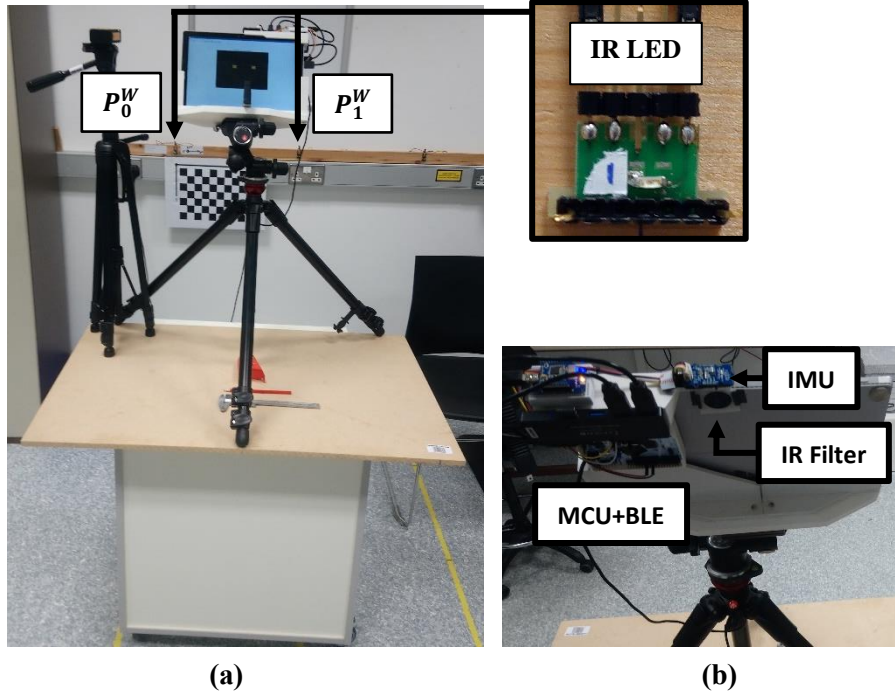 P₀ᵂ
P₁ᵂ
IR LED
IMU
IR Filter
MCU+BLE
(a)
(b)